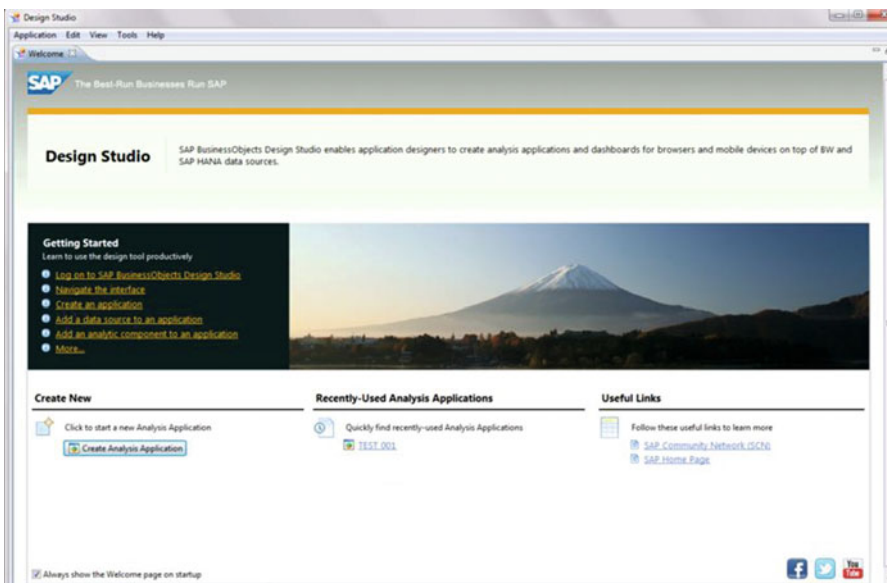 Design Studio
Application Edit View Tools Help
Welcome
SAP The Best-Run Businesses Run SAP
Design Studio
SAP BusinessObjects Design Studio enables application designers to create analysis applications and dashboards for browsers and mobile devices on top of BW and
SAP HANA data sources.
Getting Started
Learn to use the design tool productively
Log on to SAP BusinessObjects Design Studio
Navigate the interface
Create an application
Add a data source to an application
Add an analytic component to an application
More...
Create New
Click to start a new Analysis Application
Create Analysis Application
Recently-Used Analysis Applications
Quickly find recently-used Analysis Applications
TEST_001
Useful Links
Follow these useful links to learn more
SAP Community Network (SCN)
SAP Home Page
Always show the Welcome page on startup
You
Tube